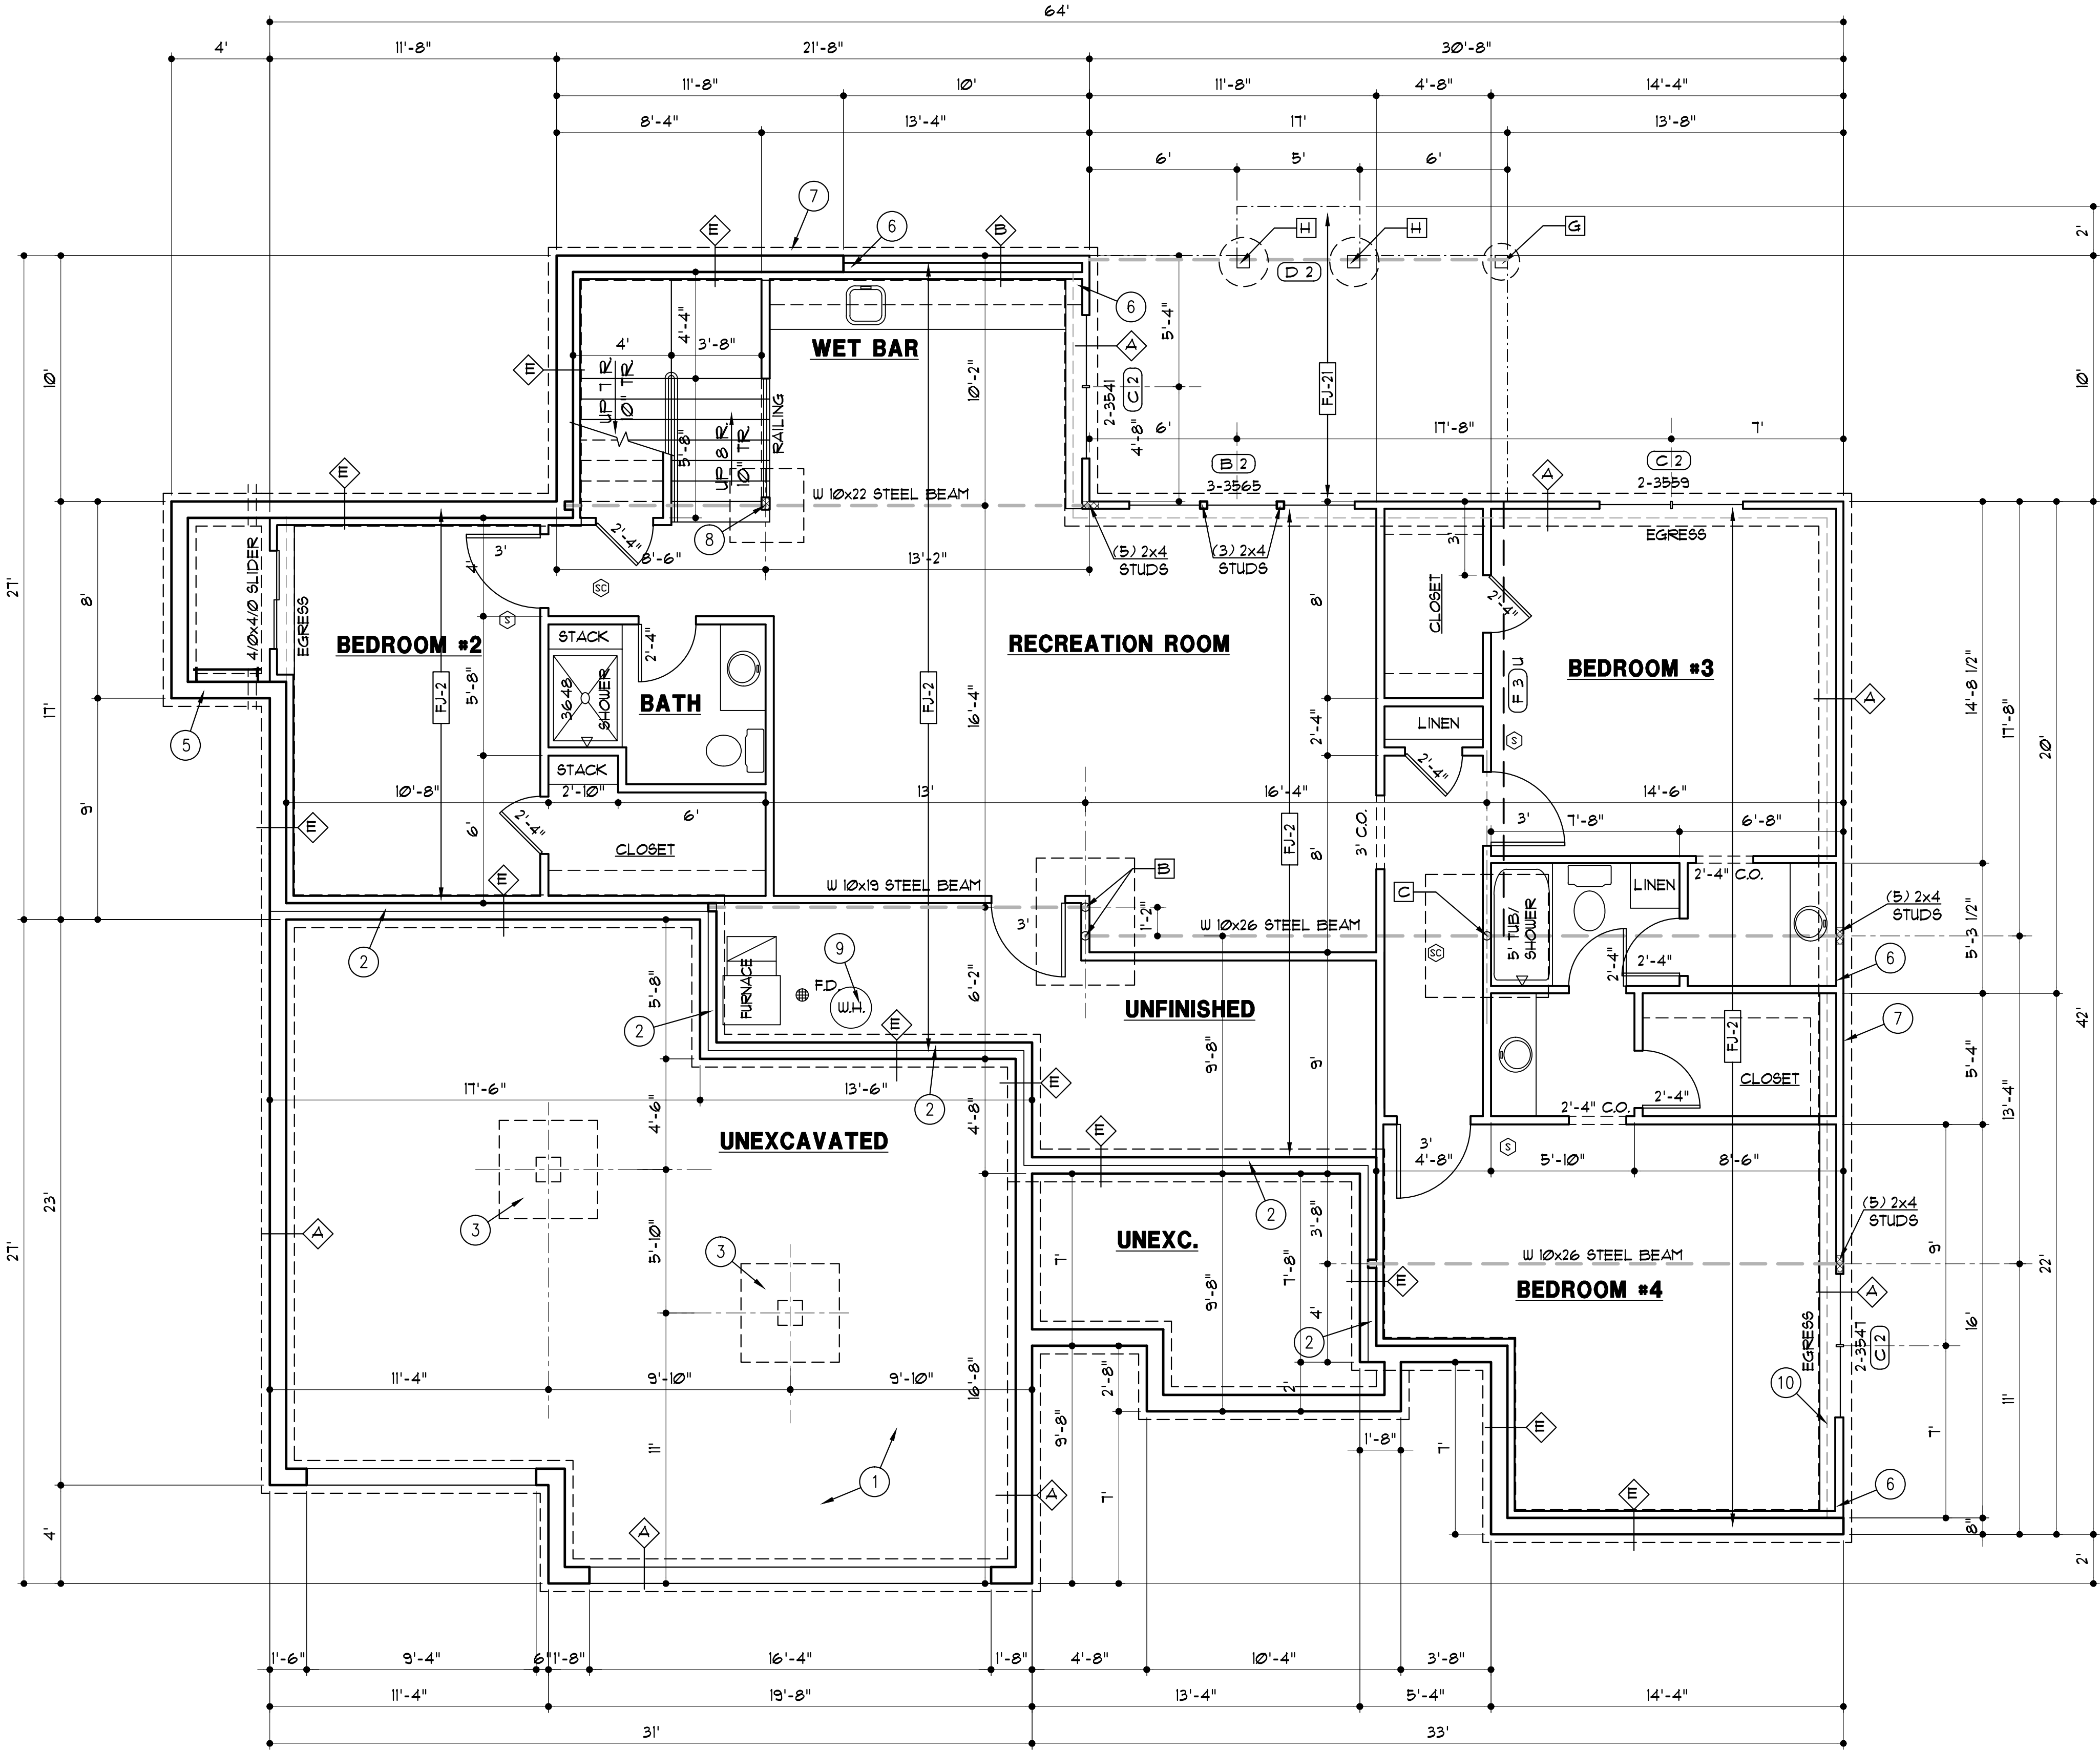 64'
4'
11'-8"
21'-8"
30'-8"
11'-8"
10'
11'-8"
4'-8"
14'-4"
8'-4"
13'-4"
17'
13'-8"
6'
5'
6'
7
6
E
B
H
H
G
2'
D 2
6
10'
10'
E
4'
3'-8"
4'-4"
WET BAR
A
5'-4"
10'-2"
FJ-21
2-3541
C 2
4'-8"
UP 7 R.
10" TR.
UP 8 R.
10" TR.
5'-8"
RAILING
6'
17'-8"
7'
B 2
3-3565
C 2
2-3559
A
E
W 10x22 STEEL BEAM
EGRESS
8
2'-4"
8'-6"
13'-2"
(5) 2x4
STUDS
(3) 2x4
STUDS
3'
3'
4'
SC
S
27'
8'
17'
9'
4/0x4/0 SLIDER
EGRESS
BEDROOM #2
FJ-2
STACK
2'-4"
3648
SHOWER
5'-8"
BATH
FJ-2
RECREATION ROOM
16'-4"
8'
CLOSET
2'-4"
BEDROOM #3
F 3 U
A
14'-8 1/2"
17'-8"
20'
5
LINEN
S
2'-4"
2'-4"
STACK
10'-8"
2'-10"
6'
13'
16'-4"
14'-6"
3'
7'-8"
6'-8"
E
6'
2'-4"
CLOSET
FJ-2
3' C.O.
8'
E
W 10x19 STEEL BEAM
B
C
2'-4" C.O.
LINEN
(5) 2x4
STUDS
2
3'
1'-2"
W 10x26 STEEL BEAM
SC
5' TUB/
SHOWER
2'-4"
2'-4"
6
5'-3 1/2"
9
FURNACE
F.D.
W.H.
5'-8"
6'-2"
2
E
UNFINISHED
7
42'
9'-8"
9'
FJ-21
5'-4"
13'-4"
17'-6"
13'-6"
E
2
CLOSET
2'-4"
2'-4" C.O.
4'-6"
4'-8"
UNEXCAVATED
E
3'
S
4'-8"
5'-10"
8'-6"
23'
27'
A
3
3
5'-10"
2
UNEXC.
3'-8"
7'-8"
7'
9'-8"
4'
2
E
(5) 2x4
STUDS
W 10x26 STEEL BEAM
BEDROOM #4
EGRESS
A
2-3547
C 2
9'
16'
22'
11'
10
11'-4"
9'-10"
9'-10"
16'-8"
2'-8"
2'
9'-8"
11'
1'-8"
7'
E
7'
1
A
7'
E
6
8"
2'
4'
A
1'-6"
9'-4"
6"
1'-8"
16'-4"
1'-8"
4'-8"
10'-4"
3'-8"
11'-4"
19'-8"
13'-4"
5'-4"
14'-4"
31'
33'